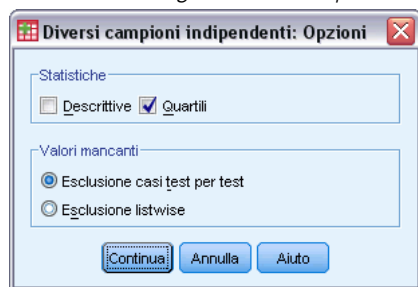 Diversi campioni indipendenti: Opzioni
Statistiche
Descrittive Quartili
Valori mancanti
Esclusione casi test per test
Esclusione listwise
Continua Annulla Aiuto